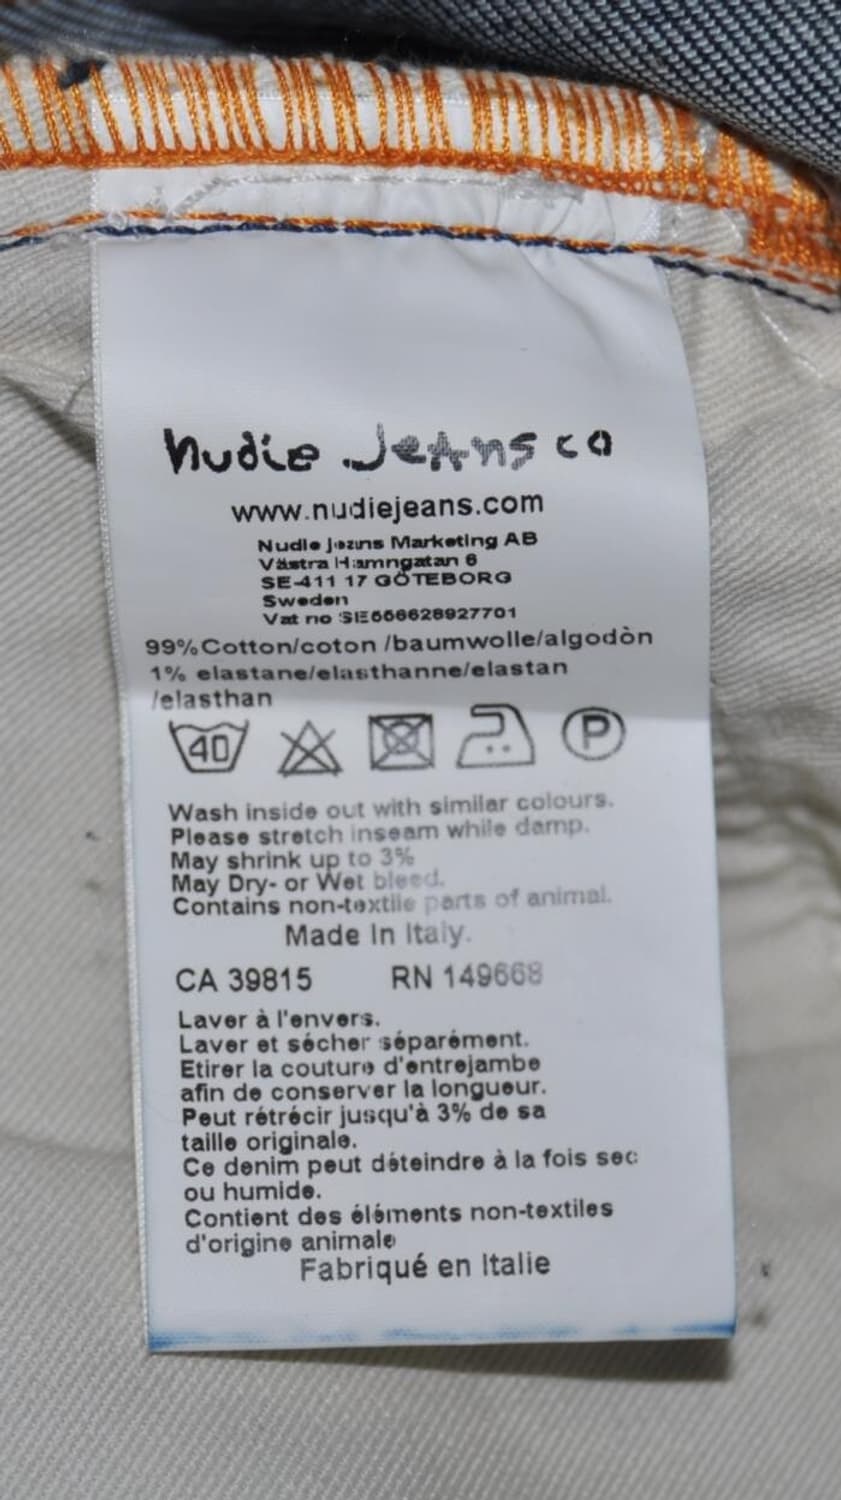 nudie Jeans co
www.nudiejeans.com
Nudie Jeans Marketing AB
Västra Hamngatan 6
SE-411 17 GÖTEBORG
Sweden
Vat no SE556628927701
99%Cotton/coton /baumwolle/algodòn
1% elastane/elasthanne/elastan
/elasthan
40
P
Wash inside out with similar colours.
Please stretch inseam while damp.
May shrink up to 3%
May Dry- or Wet bleed.
Contains non-textile parts of animal.
Made In Italy.
CA 39815 RN 149668
Laver à l'envers.
Laver et sécher séparément.
Etirer la couture d'entrejambe
afin de conserver la longueur.
Peut rétrécir jusqu'à 3% de sa
taille originale.
Ce denim peut déteindre à la fois sec
ou humide.
Contient des éléments non-textiles
d'origine animale
Fabriqué en Italie